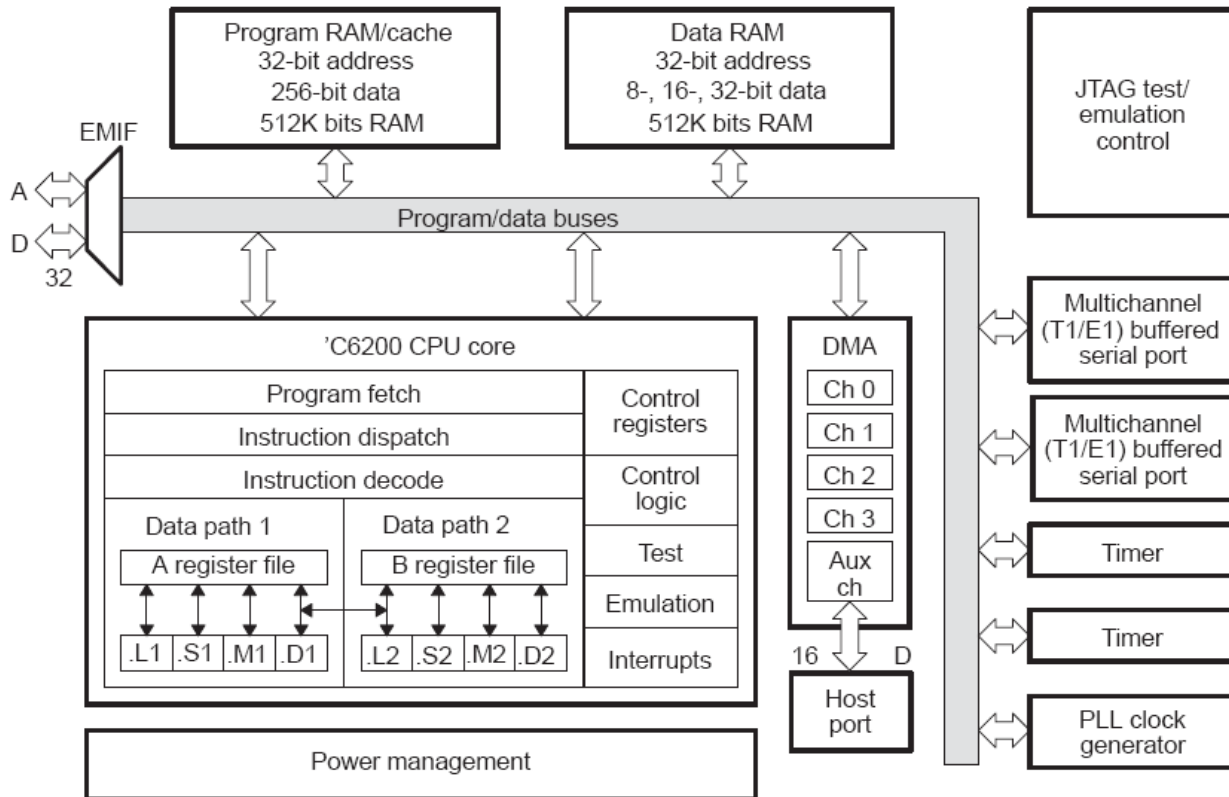 Program RAM/cache
32-bit address
256-bit data
512K bits RAM
Data RAM
32-bit address
8-, 16-, 32-bit data
512K bits RAM
JTAG test/
emulation
control
EMIF
A
D
32
Program/data buses
’C6200 CPU core
Program fetch
Instruction dispatch
Instruction decode
Data path 1
A register file
.L1 .S1 .M1 .D1
Data path 2
B register file
.L2 .S2 .M2 .D2
Control
registers
Control
logic
Test
Emulation
Interrupts
DMA
Ch 0
Ch 1
Ch 2
Ch 3
Aux
ch
16 D
Host
port
Multichannel
(T1/E1) buffered
serial port
Multichannel
(T1/E1) buffered
serial port
Timer
Timer
PLL clock
generator
Power management